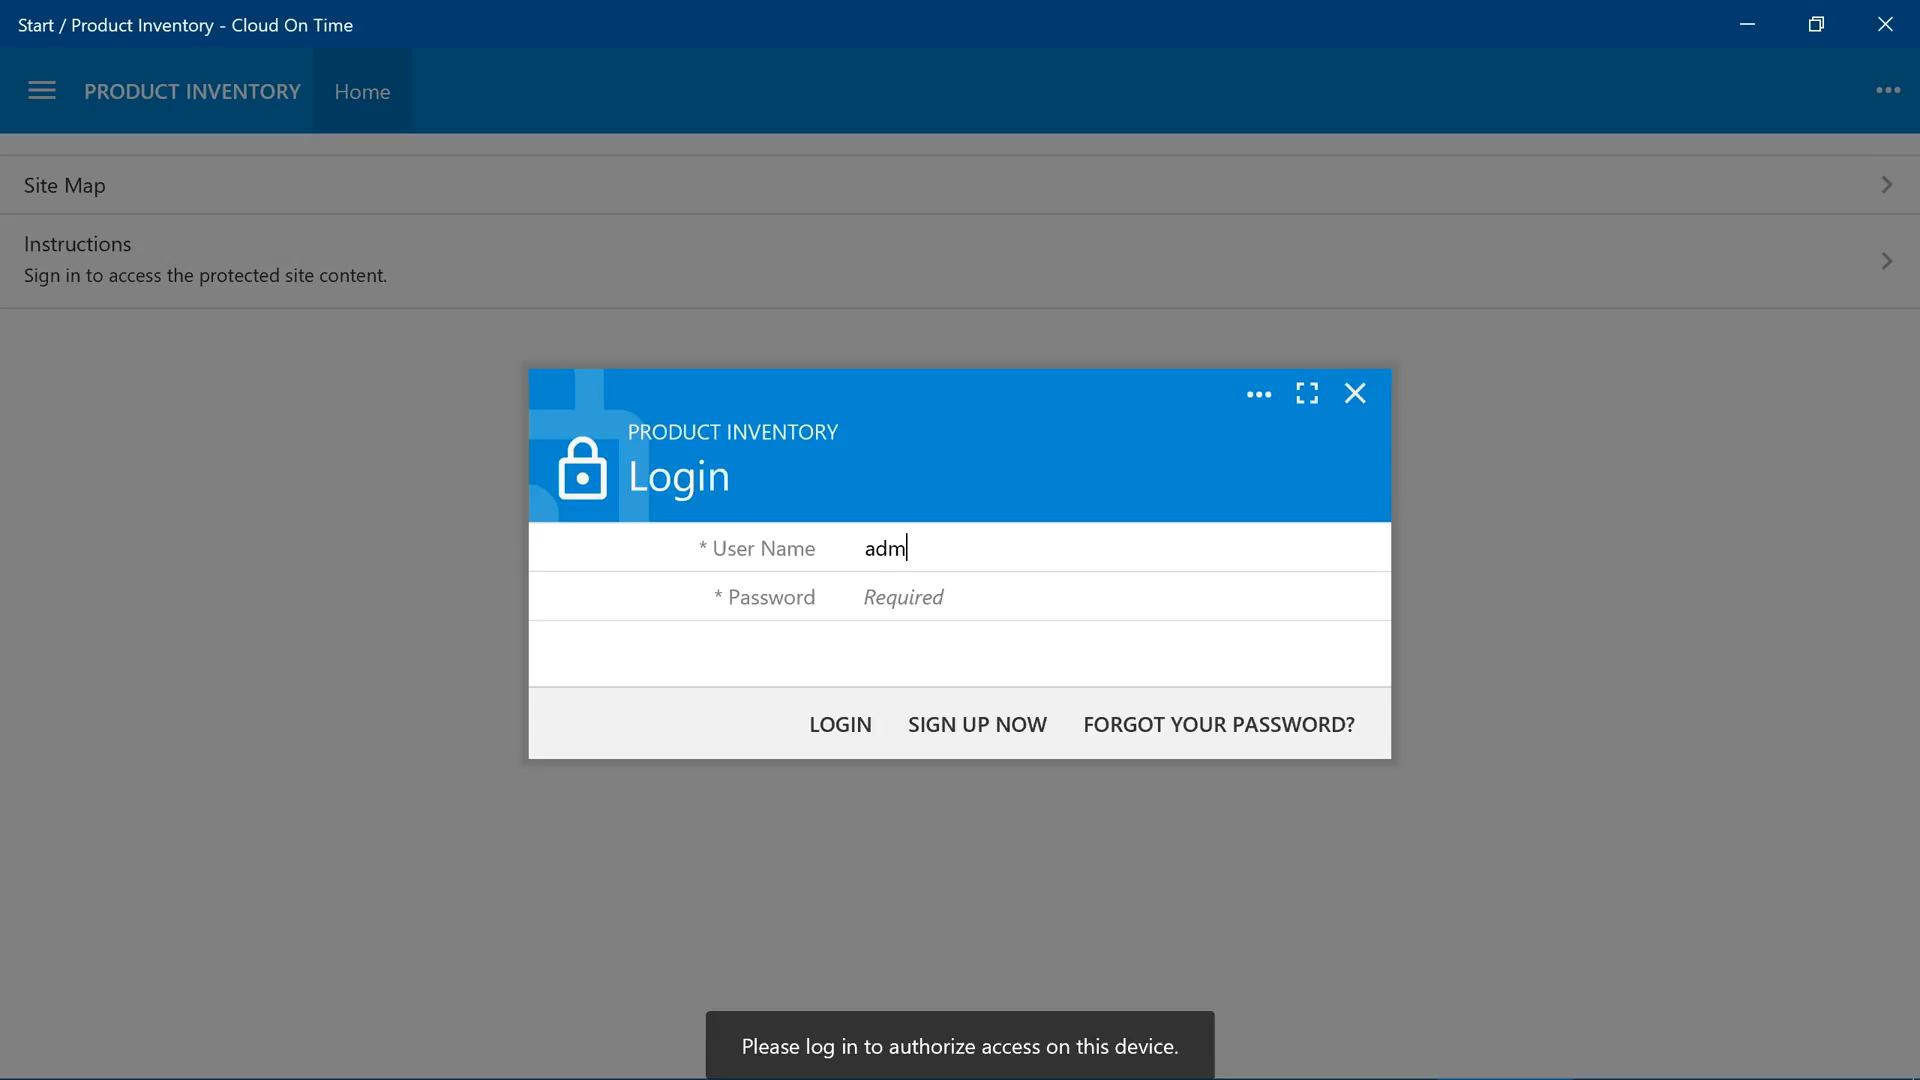 Start / Product Inventory - Cloud On Time
PRODUCT INVENTORY Home
Site Map
Instructions
Sign in to access the protected site content.
PRODUCT INVENTORY
Login
* User Name adm
* Password Required
LOGIN SIGN UP NOW FORGOT YOUR PASSWORD?
Please log in to authorize access on this device.